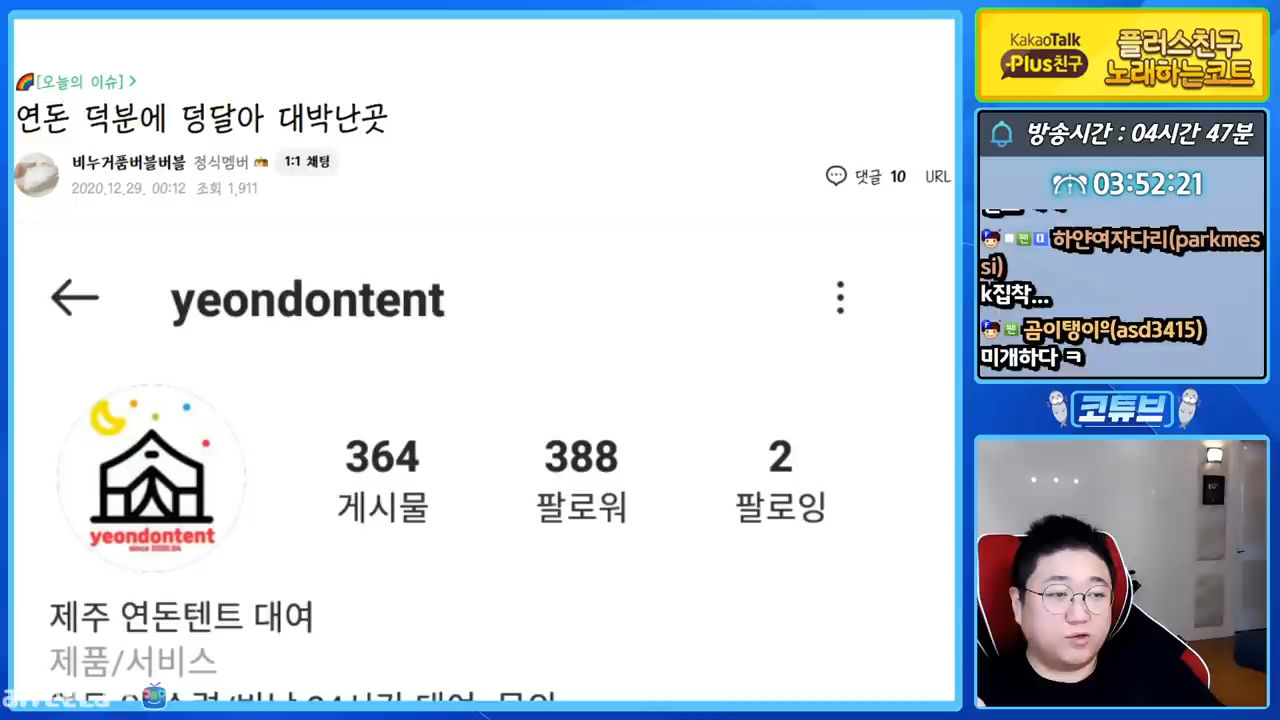 [오늘의 이슈]
연돈 덕분에 덩달아 대박난곳
비누거품버블버블 정식멤버 1:1 채팅
2020.12.29. 00:12 조회 1,911
댓글 10 URL
yeondontent
364 388 2
게시물 팔로워 팔로잉
yeondontent
since 2020.04
제주 연돈텐트 대여
제품/서비스
KakaoTalk
Plus친구
플러스친구
노래하는코트
방송시간 : 04시간 47분
03:52:21
하얀여자다리(parkmes
si)
k집착...
곰이탱이º(asd3415)
미개하다 ㅋ
코튜브